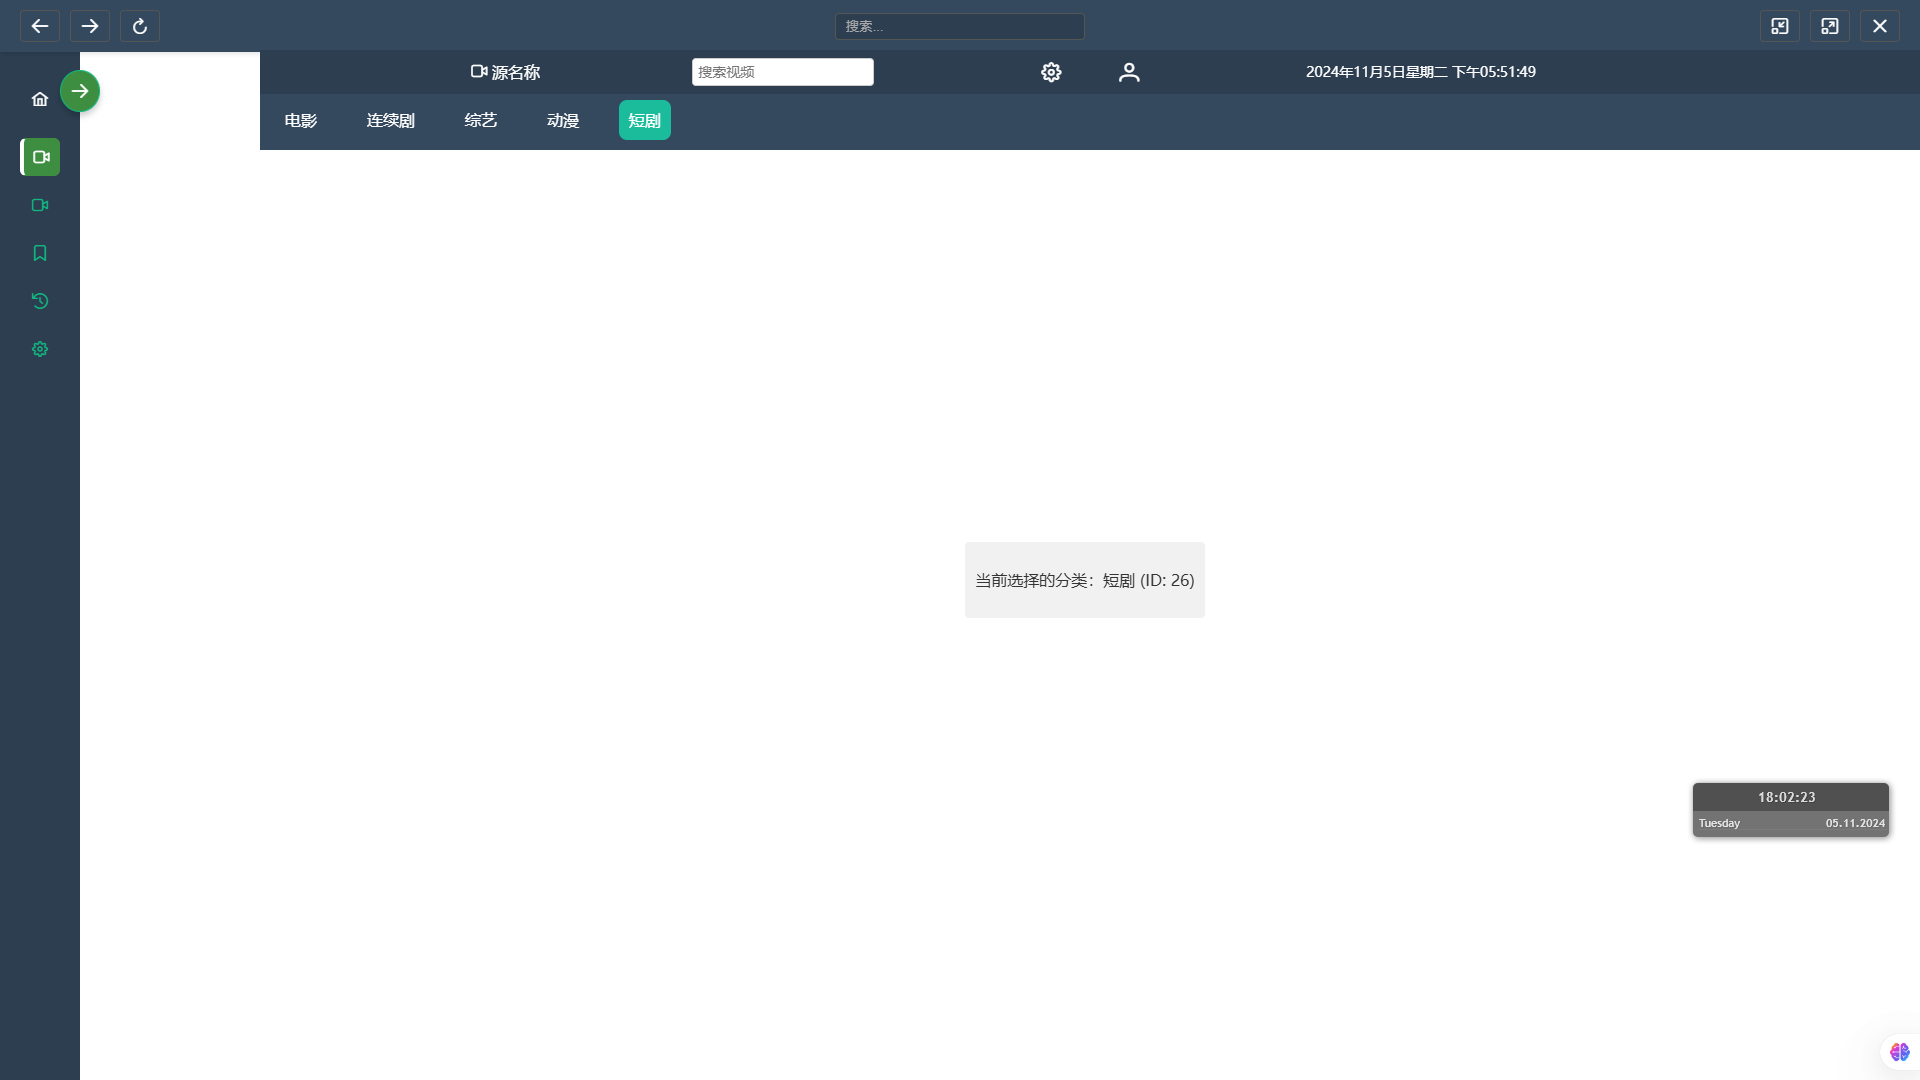 搜索...
源名称
搜索视频
2024年11月5日星期二 下午05:51:49
电影 连续剧 综艺 动漫 短剧
当前选择的分类：短剧 (ID: 26)
18:02:23
Tuesday 05.11.2024